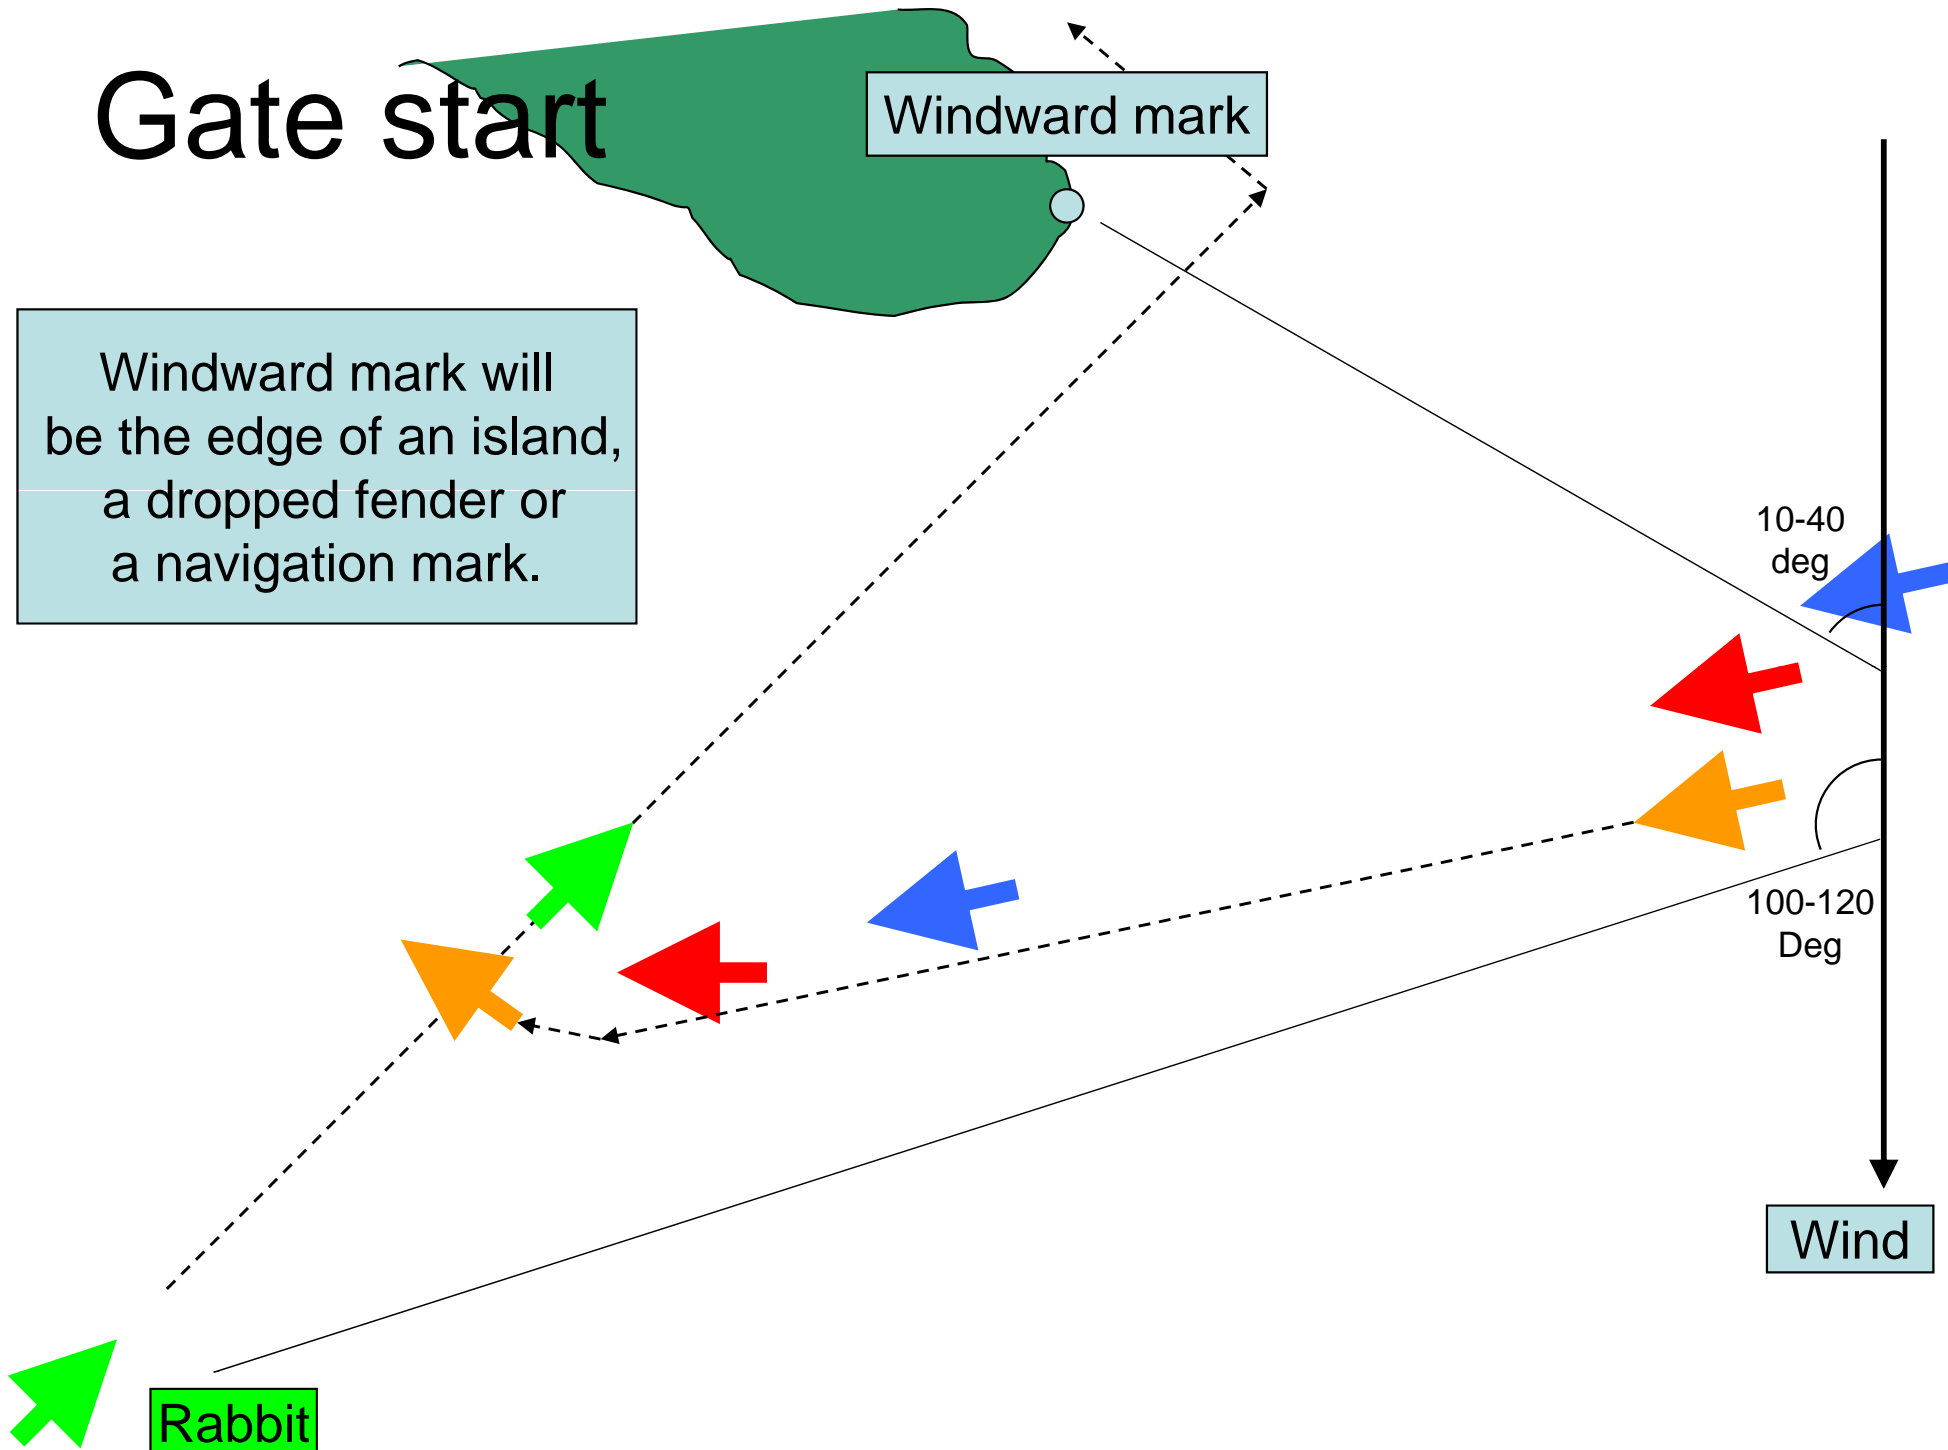 Gate start
Windward mark
Windward mark will
be the edge of an island,
a dropped fender or
a navigation mark.
10-40
deg
100-120
Deg
Wind
Rabbit